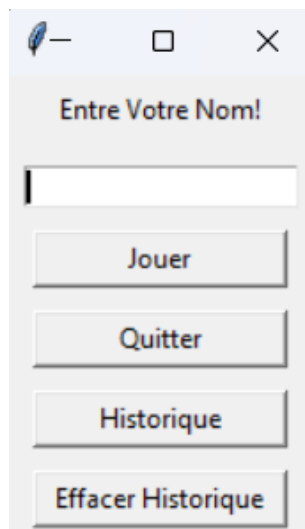 Entre Votre Nom!
Jouer
Quitter
Historique
Effacer Historique